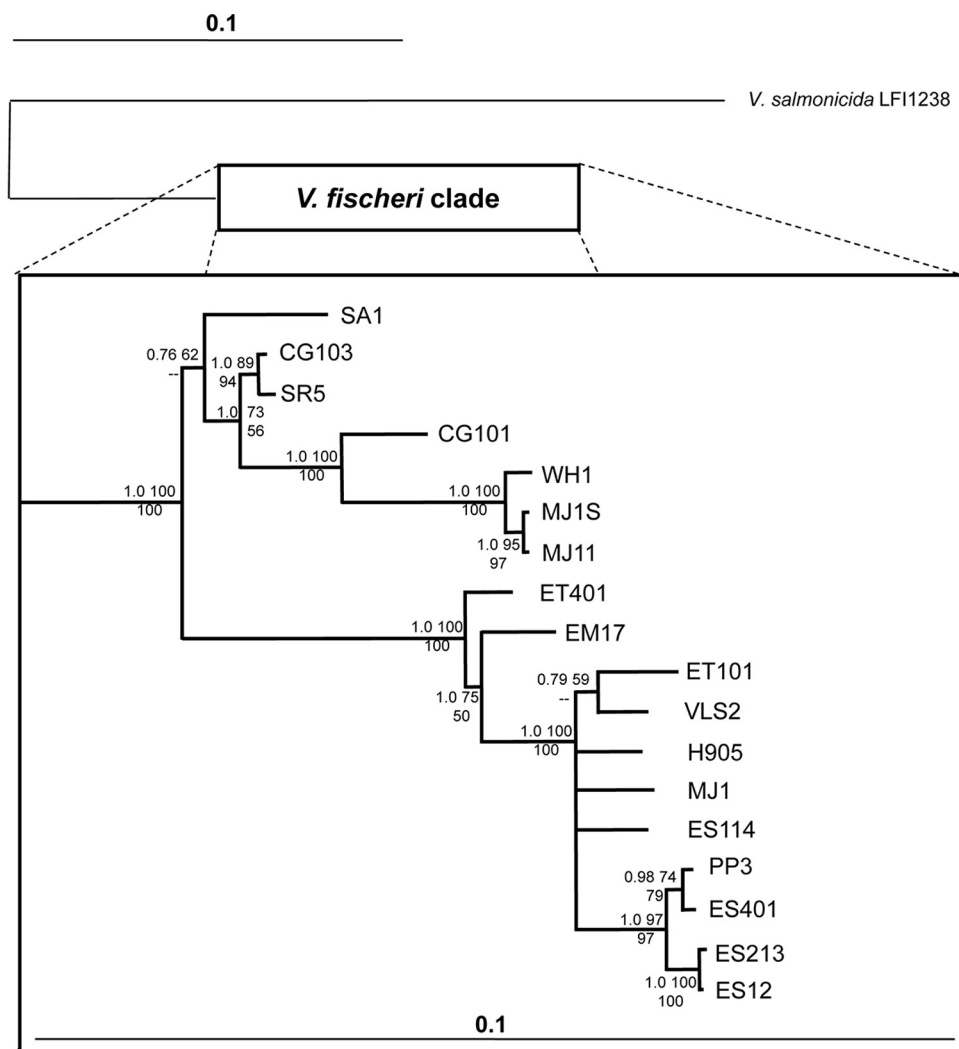 0.1
V. salmonicida LFI1238
V. fischeri clade
SA1
0.76 62
--
1.0 89
94
CG103
SR5
1.0 73
56
CG101
1.0 100
100
WH1
1.0 100
100
1.0 100
100
MJ1S
1.0 95
97
MJ11
ET401
EM17
1.0 100
100
ET101
0.79 59
--
1.0 75
50
VLS2
1.0 100
100
H905
MJ1
ES114
PP3
0.98 74
79
ES401
1.0 97
97
ES213
1.0 100
100
ES12
0.1